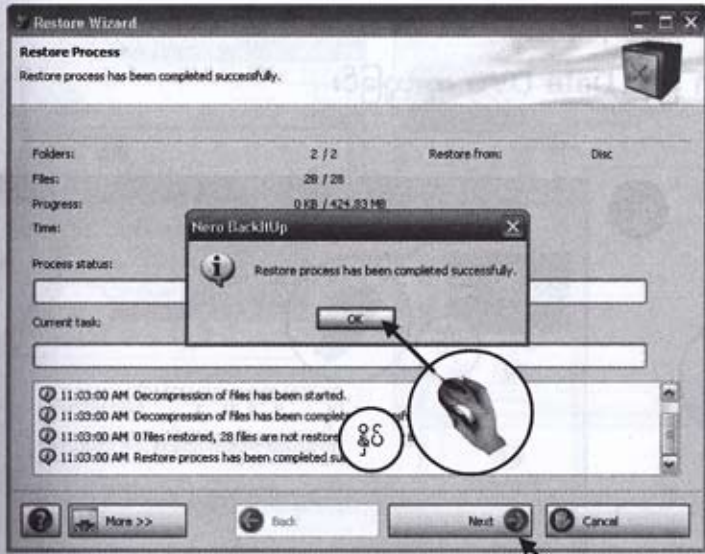 Restore Wizard
Restore Process
Restore process has been completed successfully.
Folders: 2 / 2 Restore from: Disc
Files: 28 / 28
Progress: 0 KB / 424.83 MB
Time:
Nero BackItUp
Process status:
Restore process has been completed successfully.
OK
Current task:
11:03:00 AM Decompression of files has been started.
11:03:00 AM Decompression of files has been
11:03:00 AM 0 files restored, 28 files are not
11:03:00 AM Restore process has been completed
နှိပ်
More >> Back Next Cancel